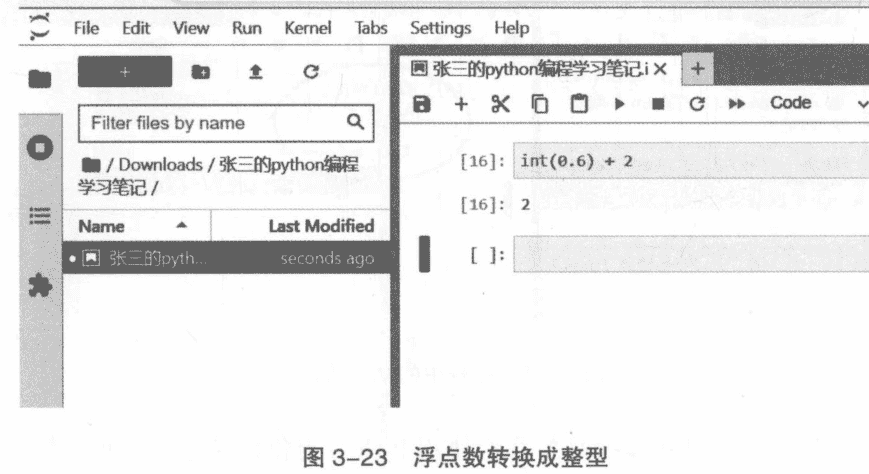 File Edit View Run Kernel Tabs Settings Help
+
张三的python编程学习笔记.i × +
Code
Filter files by name
/ Downloads / 张三的python编程
学习笔记 /
Name Last Modified
张三的pyth... seconds ago
[16]: int(0.6) + 2
[16]: 2
[ ]:
图 3-23 浮点数转换成整型